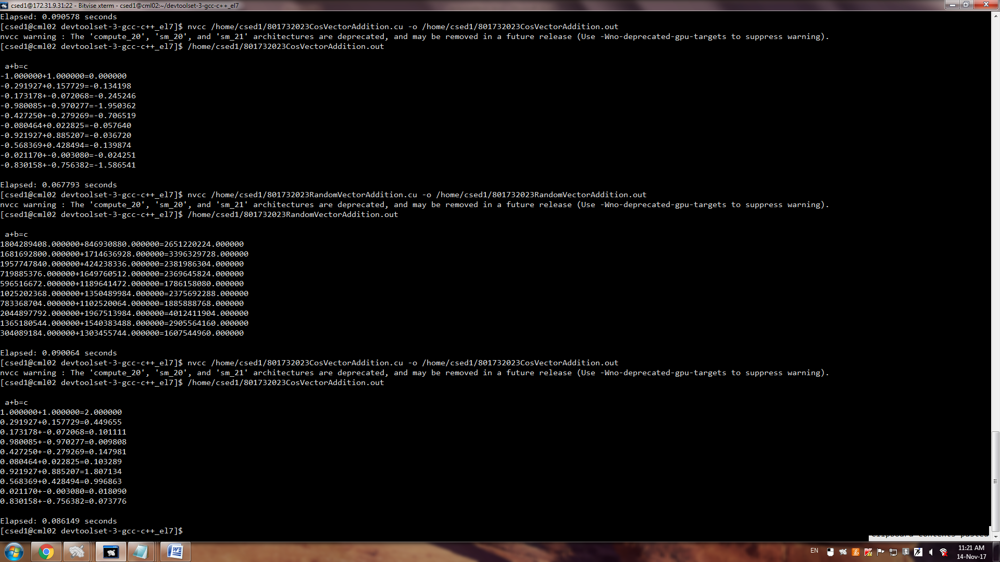 csed1@172.31.9.31:22 - Bitvise xterm - csed1@cml02:~/devtoolset-3-gcc-c++_el7
Elapsed: 0.090578 seconds
[csed1@cml02 devtoolset-3-gcc-c++_el7]$ nvcc /home/csed1/801732023CosVectorAddition.cu -o /home/csed1/801732023CosVectorAddition.out
nvcc warning : The 'compute_20', 'sm_20', and 'sm_21' architectures are deprecated, and may be removed in a future release (Use -Wno-deprecated-gpu-targets to suppress warning).
[csed1@cml02 devtoolset-3-gcc-c++_el7]$ /home/csed1/801732023CosVectorAddition.out
a+b=c
-1.000000+1.000000=0.000000
-0.291927+0.157729=-0.134198
-0.173178+-0.072068=-0.245246
-0.980085+-0.970277=-1.950362
-0.427250+-0.279269=-0.706519
-0.080464+0.022825=-0.057640
-0.921927+0.885207=-0.036720
-0.568369+0.428494=-0.139874
-0.021170+-0.003080=-0.024251
-0.830158+-0.756382=-1.586541
Elapsed: 0.067793 seconds
[csed1@cml02 devtoolset-3-gcc-c++_el7]$ nvcc /home/csed1/801732023RandomVectorAddition.cu -o /home/csed1/801732023RandomVectorAddition.out
nvcc warning : The 'compute_20', 'sm_20', and 'sm_21' architectures are deprecated, and may be removed in a future release (Use -Wno-deprecated-gpu-targets to suppress warning).
[csed1@cml02 devtoolset-3-gcc-c++_el7]$ /home/csed1/801732023RandomVectorAddition.out
a+b=c
1804289408.000000+846930880.000000=2651220224.000000
1681692800.000000+1714636928.000000=3396329728.000000
1957747840.000000+424238336.000000=2381986304.000000
719885376.000000+1649760512.000000=2369645824.000000
596516672.000000+1189641472.000000=1786158080.000000
1025202368.000000+1350489984.000000=2375692288.000000
783368704.000000+1102520064.000000=1885888768.000000
2044897792.000000+1967513984.000000=4012411904.000000
1365180544.000000+1540383488.000000=2905564160.000000
304089184.000000+1303455744.000000=1607544960.000000
Elapsed: 0.090064 seconds
[csed1@cml02 devtoolset-3-gcc-c++_el7]$ nvcc /home/csed1/801732023CosVectorAddition.cu -o /home/csed1/801732023CosVectorAddition.out
nvcc warning : The 'compute_20', 'sm_20', and 'sm_21' architectures are deprecated, and may be removed in a future release (Use -Wno-deprecated-gpu-targets to suppress warning).
[csed1@cml02 devtoolset-3-gcc-c++_el7]$ /home/csed1/801732023CosVectorAddition.out
a+b=c
1.000000+1.000000=2.000000
0.291927+0.157729=0.449655
0.173178+-0.072068=0.101111
0.980085+-0.970277=0.009808
0.427250+-0.279269=0.147981
0.080464+0.022825=0.103289
0.921927+0.885207=1.807134
0.568369+0.428494=0.996863
0.021170+-0.003080=0.018090
0.830158+-0.756382=0.073776
Elapsed: 0.086149 seconds
[csed1@cml02 devtoolset-3-gcc-c++_el7]$
Clipboard contents pasted
EN
11:21 AM
14-Nov-17